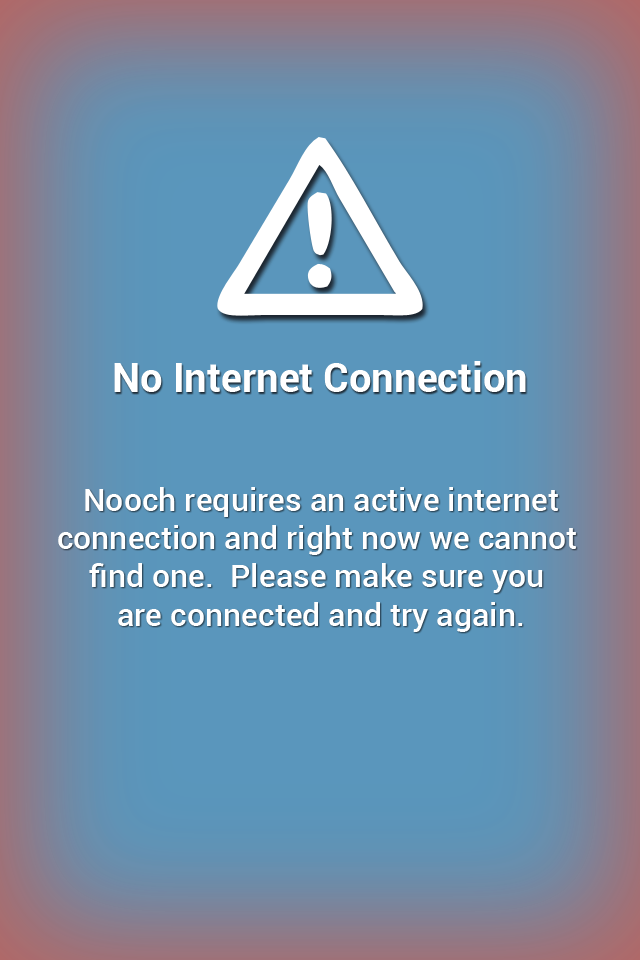 No Internet Connection
Nooch requires an active internet
connection and right now we cannot
find one.  Please make sure you
are connected and try again.